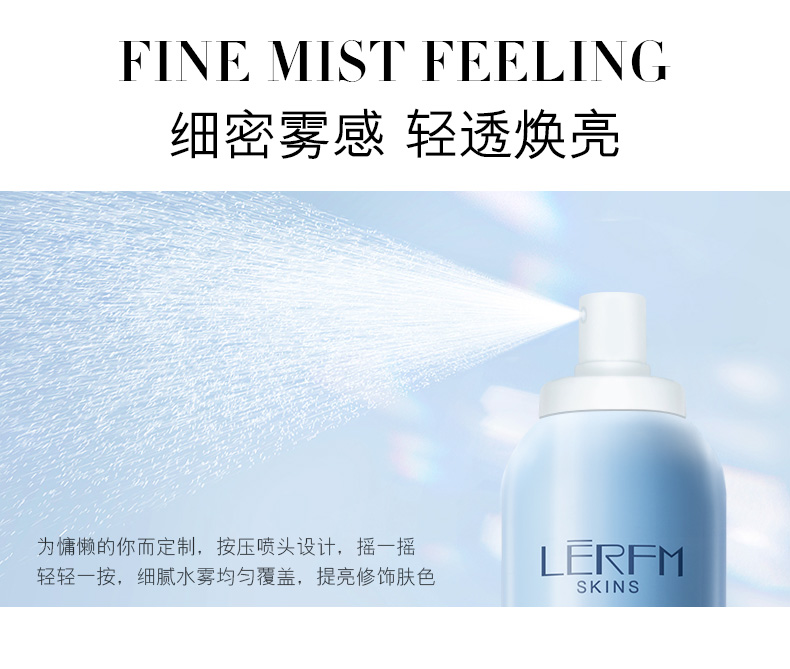 FINE MIST FEELING
细密雾感 轻透焕亮
为慵懒的你而定制，按压喷头设计，摇一摇
轻轻一按，细腻水雾均匀覆盖，提亮修饰肤色
LĒRFM
SKINS